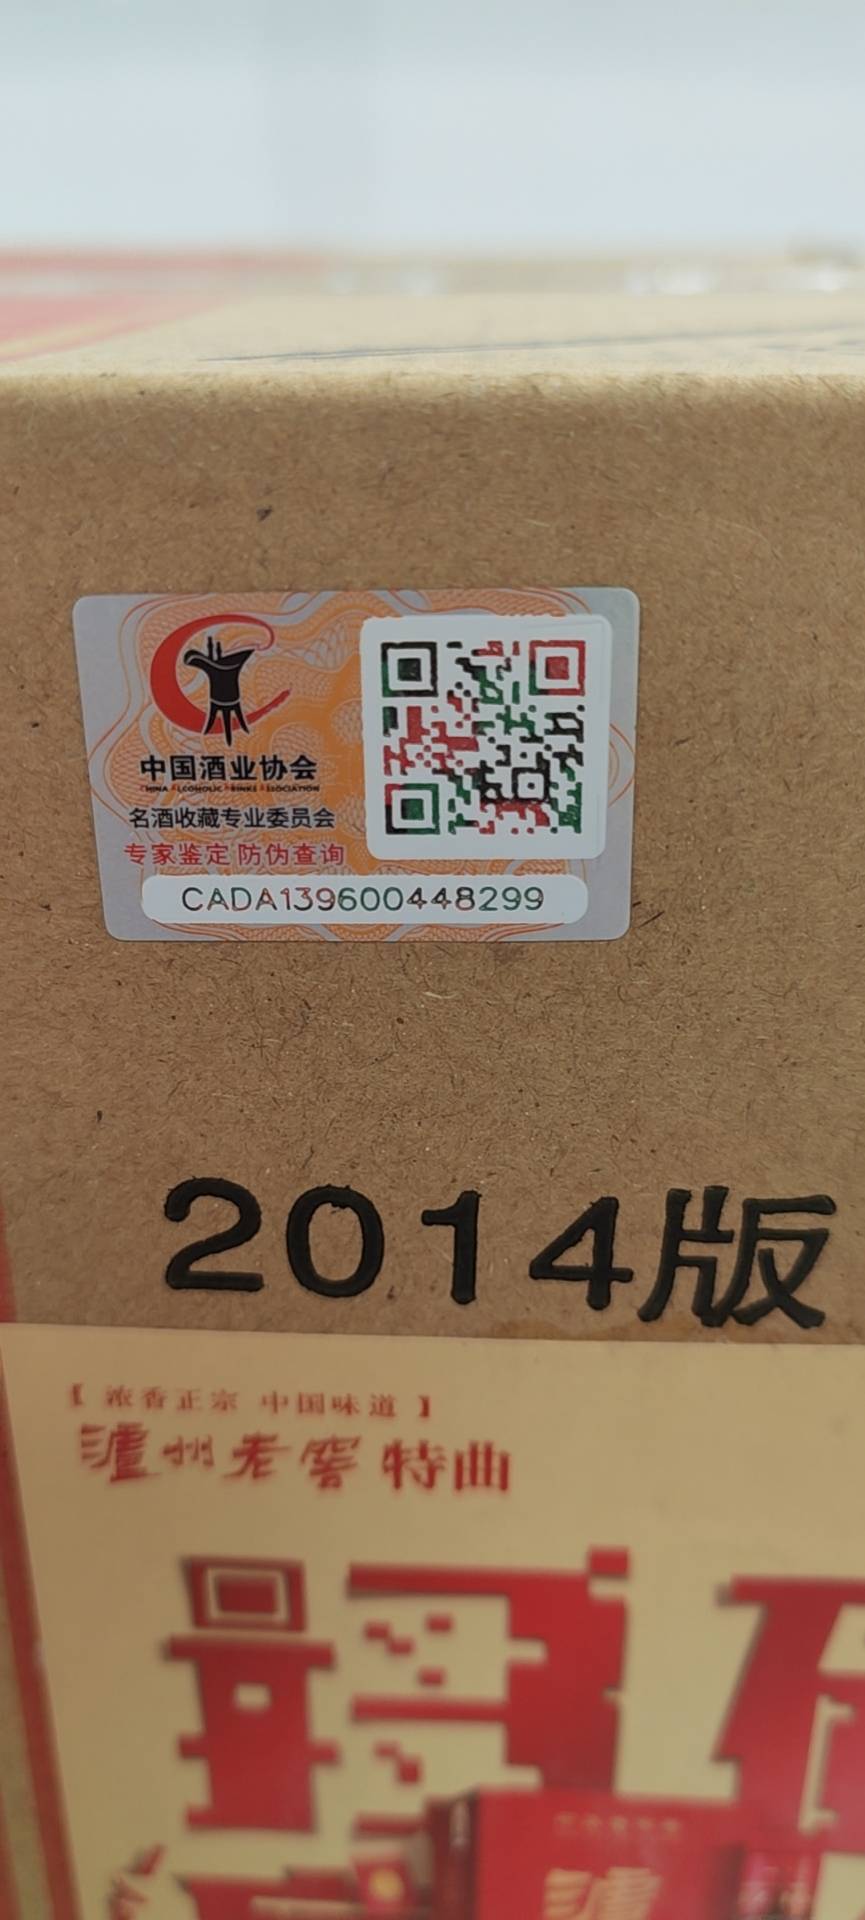 中国酒业协会
CHINA ALCOHOLIC DRINKS ASSOCIATION
名酒收藏专业委员会
专家鉴定 防伪查询
CADA139600448299
2014版
【 浓香正宗 中国味道 】
泸州老窖 特曲